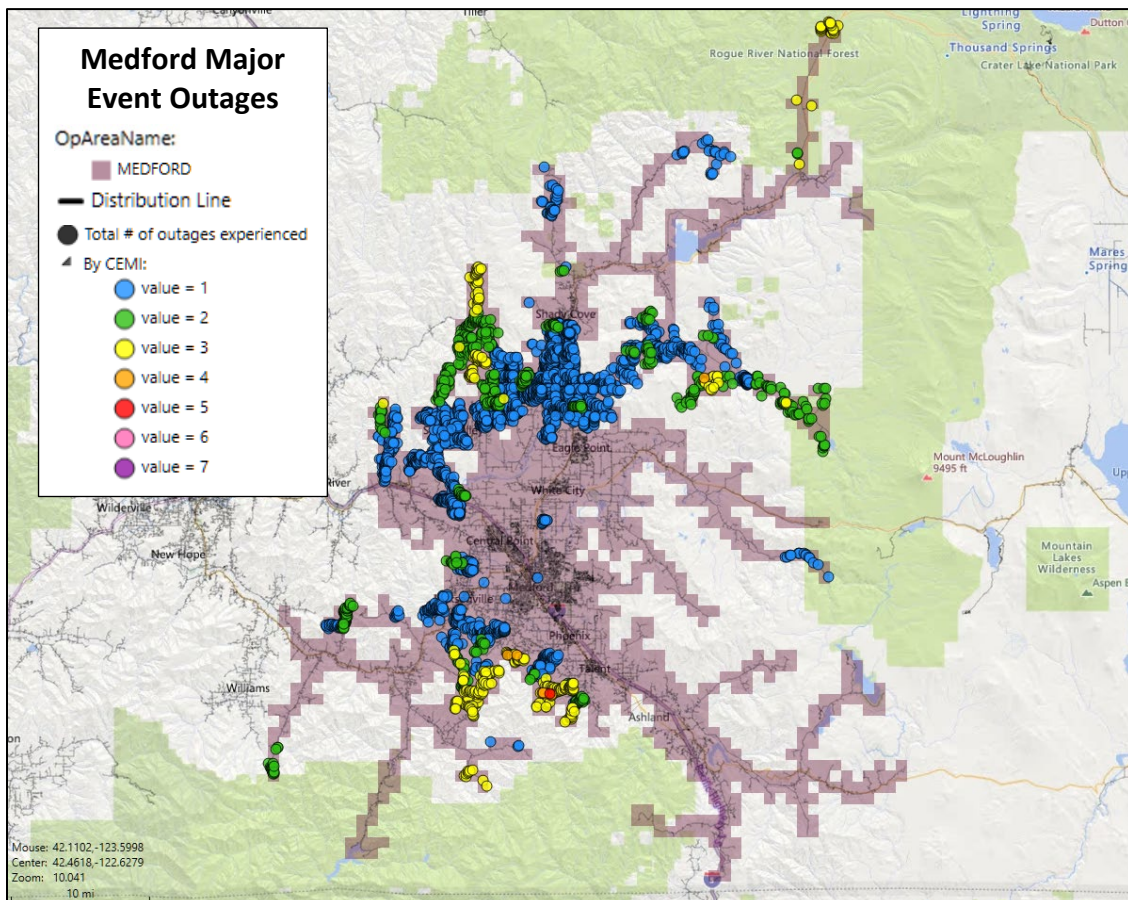 Canyonville
Tiller
Lightning
Spring
Dutton
Thousand Springs
Rogue River National Forest
Crater Lake National Park
Medford Major
Event Outages
OpAreaName:
MEDFORD
Distribution Line
Total # of outages experienced
By CEMI:
value = 1
value = 2
value = 3
value = 4
value = 5
value = 6
value = 7
Mares
Spring
Shady Cove
Eagle Point
Mount McLoughlin
9495 ft
River
White City
Wilderville
Central Point
New Hope
Mountain
Lakes
Wilderness
Aspen B
Phoenix
Talent
Williams
Ashland
Mouse: 42.1102,-123.5998
Center: 42.4618,-122.6279
Zoom: 10.041
10 mi